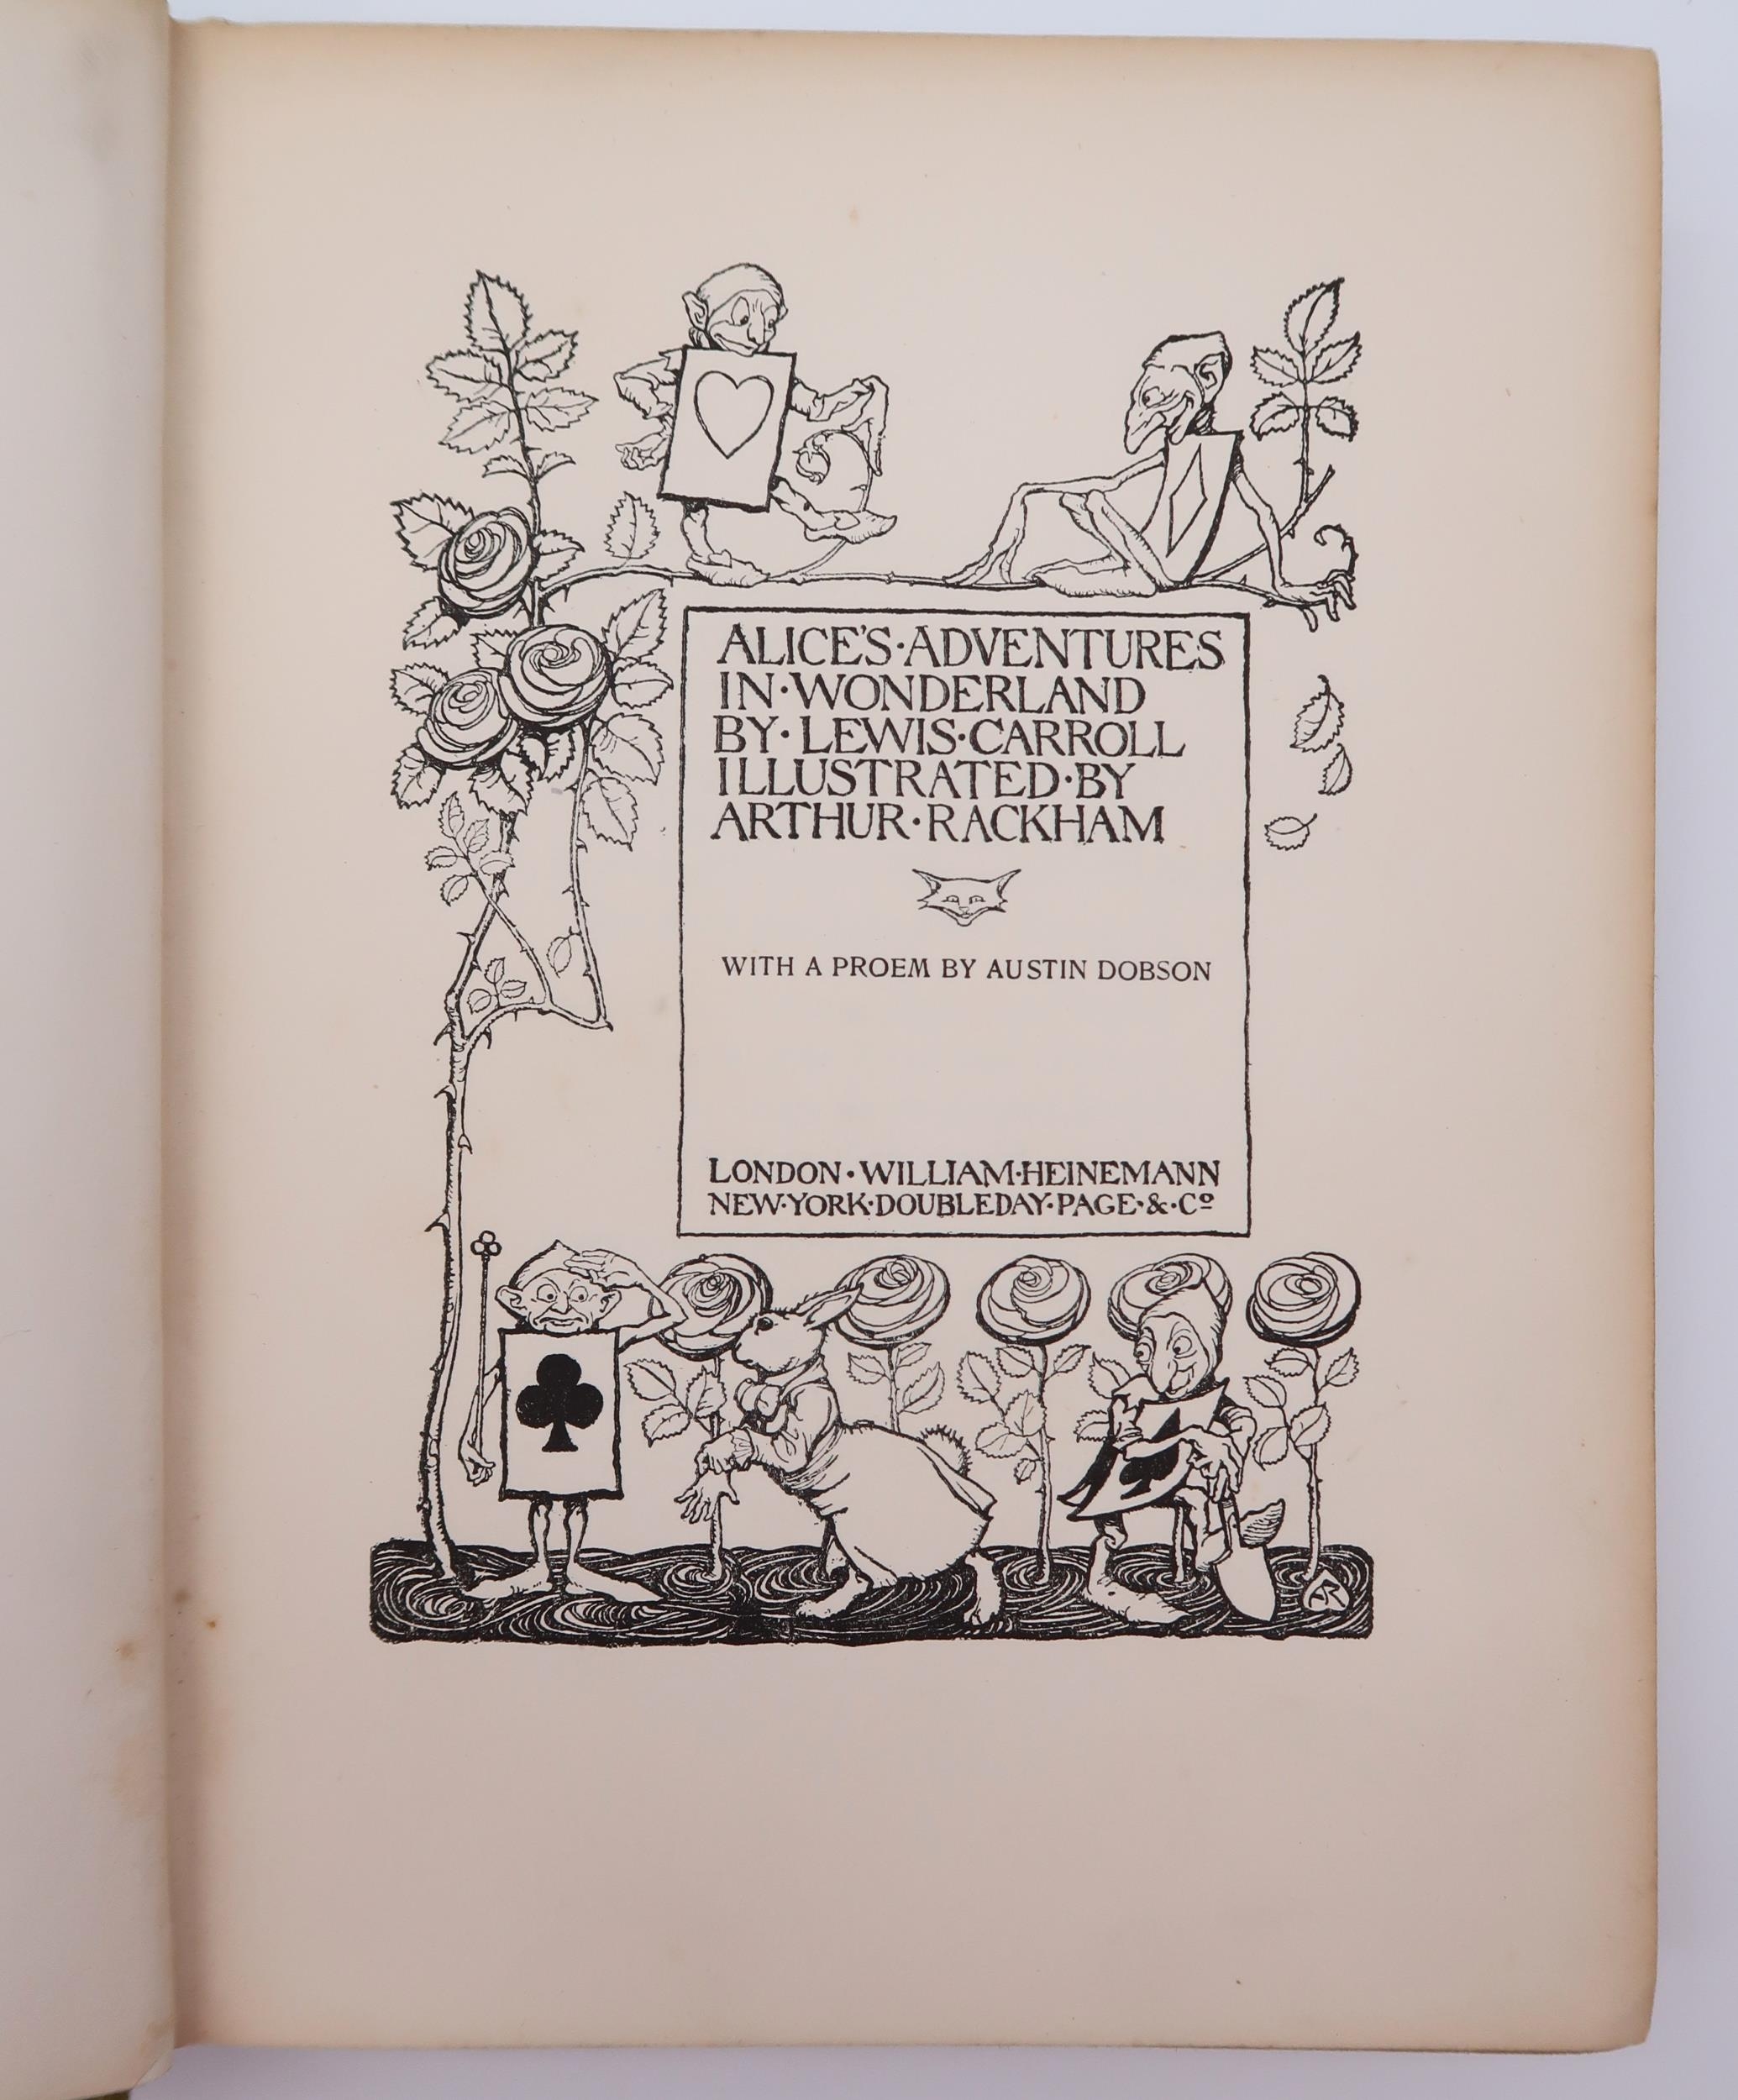 ALICE'S·ADVENTURES
IN·WONDERLAND
BY·LEWIS·CARROLL
ILLUSTRATED·BY
ARTHUR·RACKHAM
WITH A PROEM BY AUSTIN DOBSON
LONDON·WILLIAM·HEINEMANN
NEW·YORK·DOUBLEDAY·PAGE·&·Cº
AR